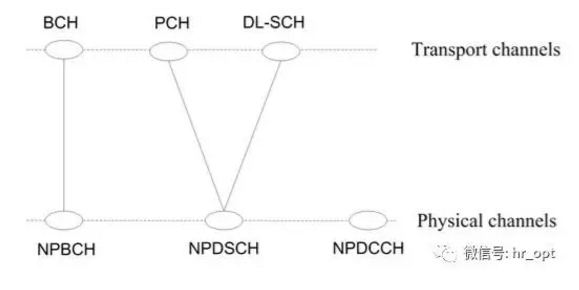 BCH PCH DL-SCH
Transport channels
Physical channels
NPBCH NPDSCH NPDCCH
微信号: hr_opt